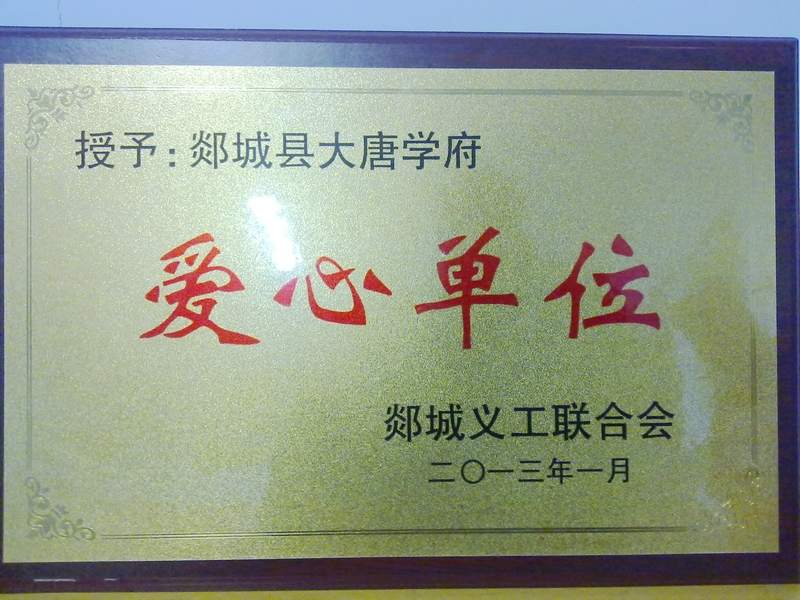 授予：郯城县大唐学府
爱心单位
郯城义工联合会
二〇一三年一月